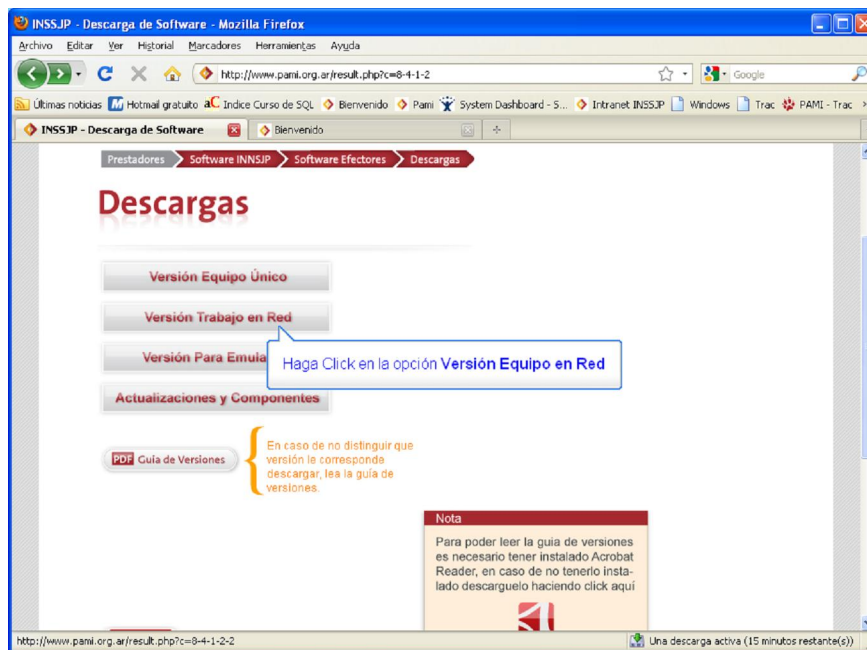 INSSJP - Descarga de Software - Mozilla Firefox
Archivo Editar Ver Historial Marcadores Herramientas Ayuda
http://www.pami.org.ar/result.php?c=8-4-1-2 Google
Últimas noticias Hotmail gratuito Indice Curso de SQL Bienvenido Pami System Dashboard - S... Intranet INSSJP Windows Trac PAMI - Trac
INSSJP - Descarga de Software Bienvenido
Prestadores Software INNSJP Software Efectores Descargas
Descargas
Versión Equipo Único
Versión Trabajo en Red
Versión Para Emula
Haga Click en la opción Versión Equipo en Red
Actualizaciones y Componentes
PDF Guia de Versiones
En caso de no distinguir que
versión le corresponde
descargar, lea la guía de
versiones.
Nota
Para poder leer la guia de versiones
es necesario tener instalado Acrobat
Reader, en caso de no tenerlo insta-
lado descarguelo haciendo click aquí
http://www.pami.org.ar/result.php?c=8-4-1-2-2 Una descarga activa (15 minutos restante(s))